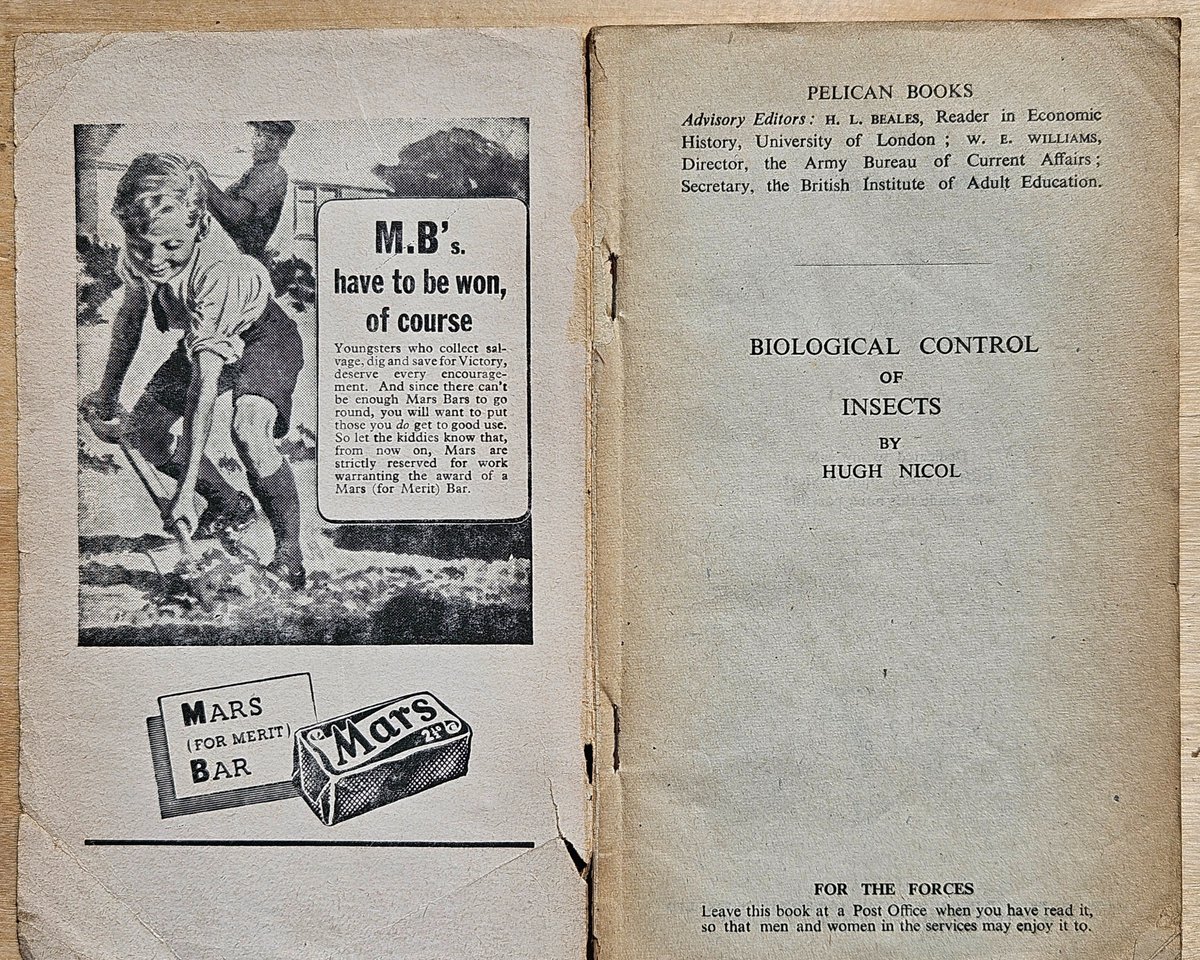 M.B's.
have to be won,
of course
Youngsters who collect sal-
vage, dig and save for Victory,
deserve every encourage-
ment. And since there can't
be enough Mars Bars to go
round, you will want to put
those you do get to good use.
So let the kiddies know that,
from now on, Mars are
strictly reserved for work
warranting the award of a
Mars (for Merit) Bar.
MARS
(FOR MERIT)
BAR
Mars
2½D
PELICAN BOOKS
Advisory Editors: H. L. BEALES, Reader in Economic
History, University of London ; W. E. WILLIAMS,
Director, the Army Bureau of Current Affairs ;
Secretary, the British Institute of Adult Education.
BIOLOGICAL CONTROL
OF
INSECTS
BY
HUGH NICOL
FOR THE FORCES
Leave this book at a Post Office when you have read it,
so that men and women in the services may enjoy it to.